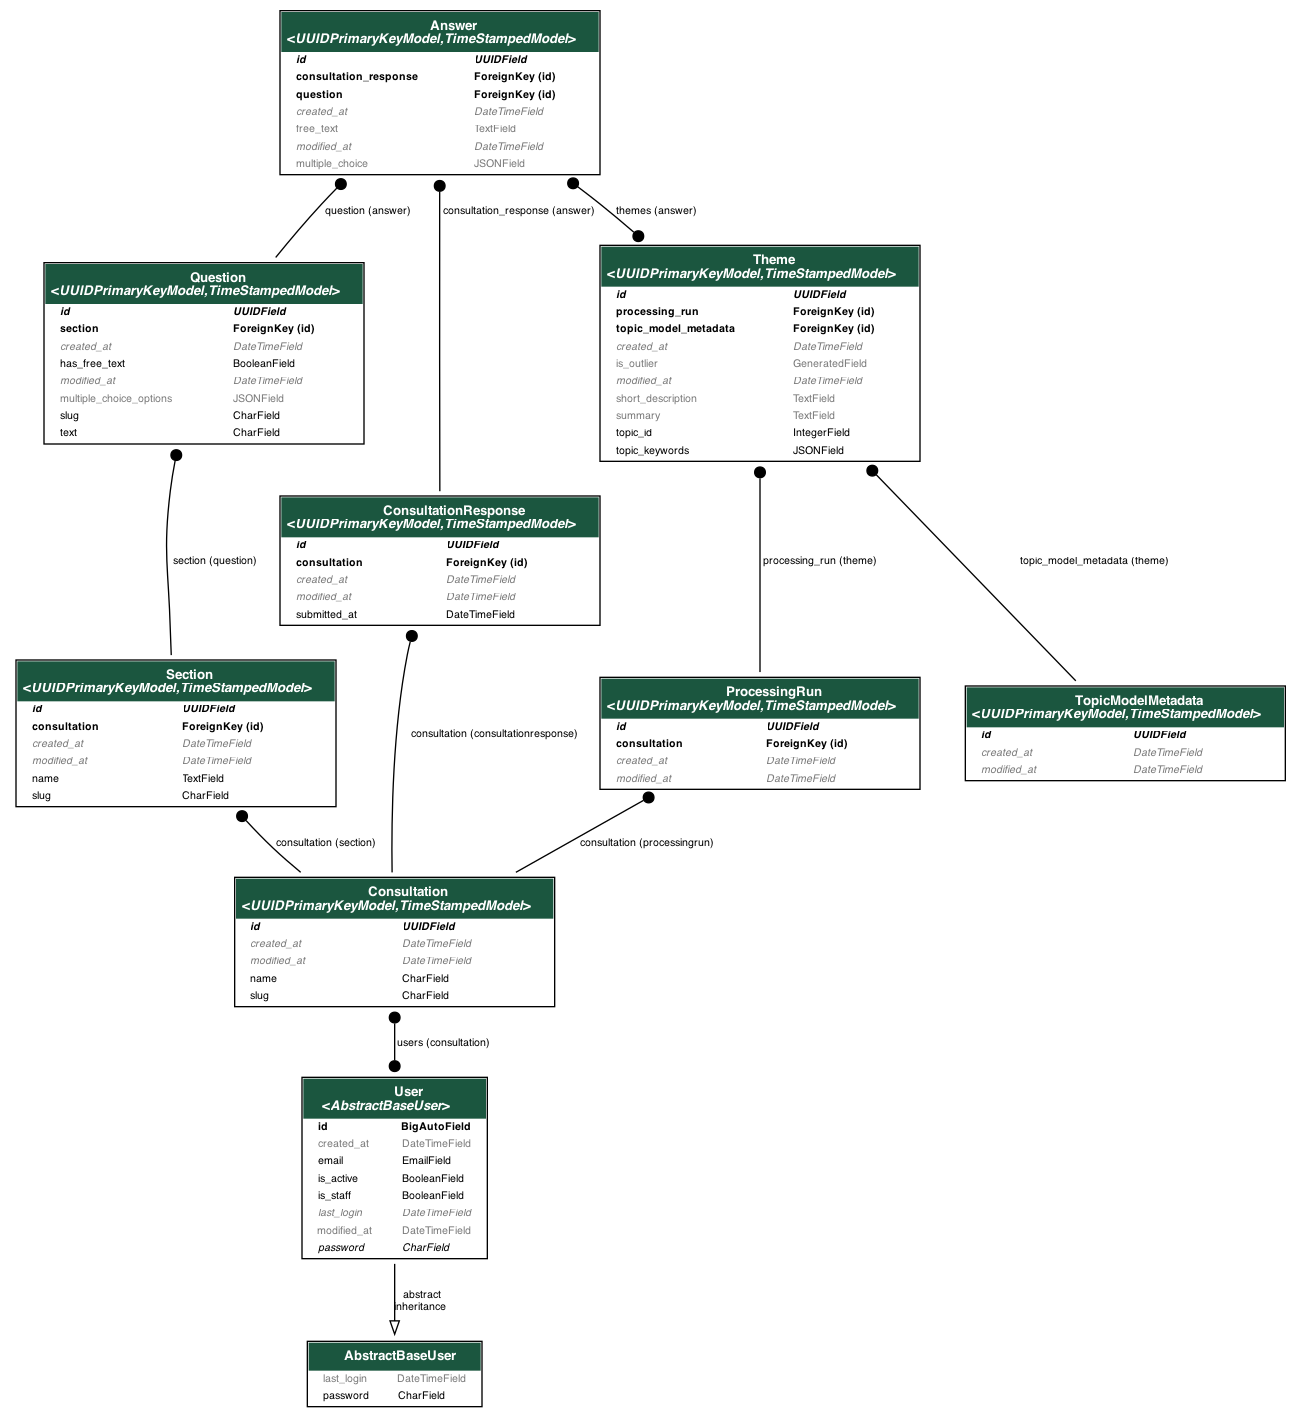 Answer
<UUIDPrimaryKeyModel,TimeStampedModel>
id UUIDField
consultation_response ForeignKey (id)
question ForeignKey (id)
created_at DateTimeField
free_text TextField
modified_at DateTimeField
multiple_choice JSONField
question (answer)
consultation_response (answer)
themes (answer)
Question
<UUIDPrimaryKeyModel,TimeStampedModel>
id UUIDField
section ForeignKey (id)
created_at DateTimeField
has_free_text BooleanField
modified_at DateTimeField
multiple_choice_options JSONField
slug CharField
text CharField
Theme
<UUIDPrimaryKeyModel,TimeStampedModel>
id UUIDField
processing_run ForeignKey (id)
topic_model_metadata ForeignKey (id)
created_at DateTimeField
is_outlier GeneratedField
modified_at DateTimeField
short_description TextField
summary TextField
topic_id IntegerField
topic_keywords JSONField
section (question)
ConsultationResponse
<UUIDPrimaryKeyModel,TimeStampedModel>
id UUIDField
consultation ForeignKey (id)
created_at DateTimeField
modified_at DateTimeField
submitted_at DateTimeField
processing_run (theme)
topic_model_metadata (theme)
Section
<UUIDPrimaryKeyModel,TimeStampedModel>
id UUIDField
consultation ForeignKey (id)
created_at DateTimeField
modified_at DateTimeField
name TextField
slug CharField
consultation (consultationresponse)
ProcessingRun
<UUIDPrimaryKeyModel,TimeStampedModel>
id UUIDField
consultation ForeignKey (id)
created_at DateTimeField
modified_at DateTimeField
TopicModelMetadata
<UUIDPrimaryKeyModel,TimeStampedModel>
id UUIDField
created_at DateTimeField
modified_at DateTimeField
consultation (section)
consultation (processingrun)
Consultation
<UUIDPrimaryKeyModel,TimeStampedModel>
id UUIDField
created_at DateTimeField
modified_at DateTimeField
name CharField
slug CharField
users (consultation)
User
<AbstractBaseUser>
id BigAutoField
created_at DateTimeField
email EmailField
is_active BooleanField
is_staff BooleanField
last_login DateTimeField
modified_at DateTimeField
password CharField
abstract
inheritance
AbstractBaseUser
last_login DateTimeField
password CharField